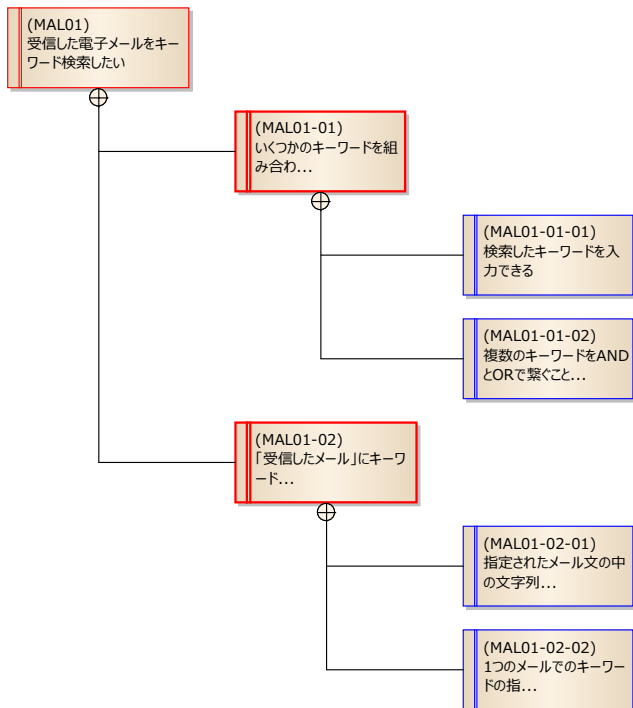 (MAL01)
受信した電子メールをキー
ワード検索したい
(MAL01-01)
いくつかのキーワードを組
み合わ...
(MAL01-01-01)
検索したキーワードを入
力できる
(MAL01-01-02)
複数のキーワードをAND
とORで繋ぐこと...
(MAL01-02)
「受信したメール」にキーワ
ード...
(MAL01-02-01)
指定されたメール文の中
の文字列...
(MAL01-02-02)
1つのメールでのキーワー
ドの指...